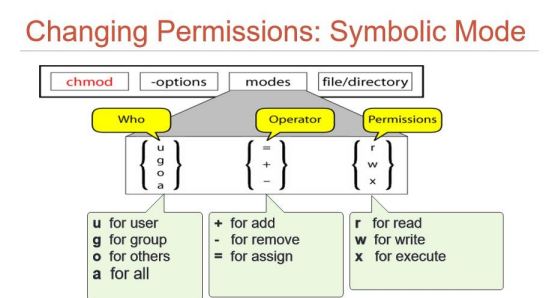 Changing Permissions: Symbolic Mode
chmod -options modes file/directory
Who Operator Permissions
u = r
g + w
o - x
a
u for user
g for group
o for others
a for all
+ for add
- for remove
= for assign
r for read
w for write
x for execute